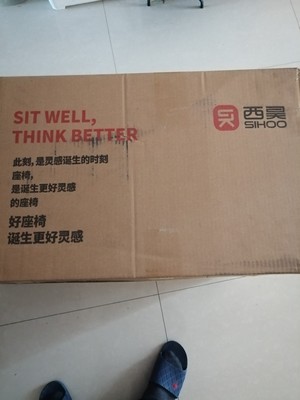 SIT WELL,
THINK BETTER
西昊
SIHOO
此刻,是灵感诞生的时刻
座椅,
是诞生更好灵感
的座椅
好座椅
诞生更好灵感